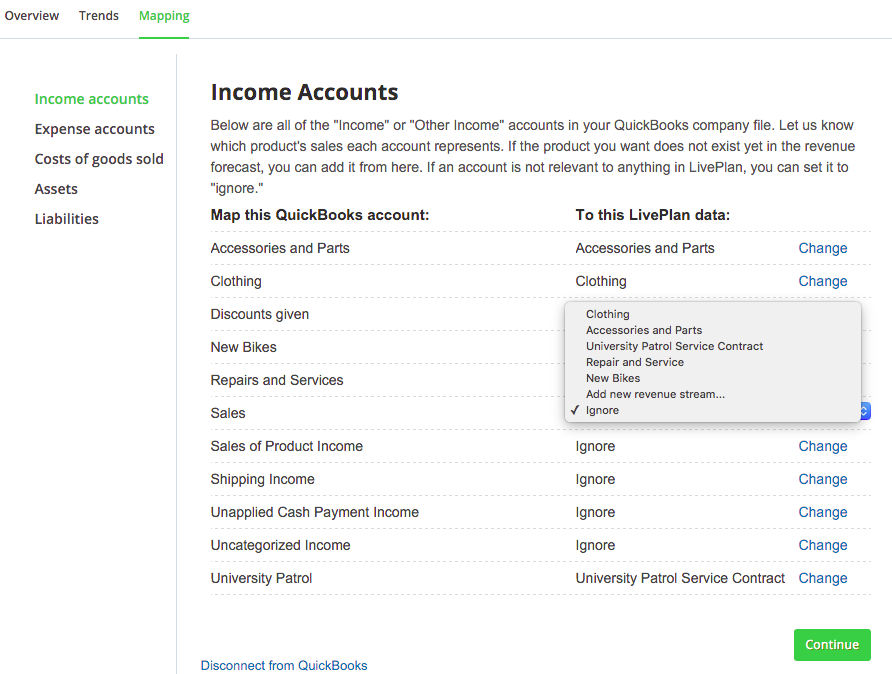 Overview Trends Mapping
Income accounts
Expense accounts
Costs of goods sold
Assets
Liabilities
Income Accounts
Below are all of the "Income" or "Other Income" accounts in your QuickBooks company file. Let us know
which product's sales each account represents. If the product you want does not exist yet in the revenue
forecast, you can add it from here. If an account is not relevant to anything in LivePlan, you can set it to
"ignore."
Map this QuickBooks account: To this LivePlan data:
Accessories and Parts Accessories and Parts Change
Clothing Clothing Change
Discounts given
New Bikes
Repairs and Services
Sales
Clothing
Accessories and Parts
University Patrol Service Contract
Repair and Service
New Bikes
Add new revenue stream...
✓ Ignore
Sales of Product Income Ignore Change
Shipping Income Ignore Change
Unapplied Cash Payment Income Ignore Change
Uncategorized Income Ignore Change
University Patrol University Patrol Service Contract Change
Continue
Disconnect from QuickBooks